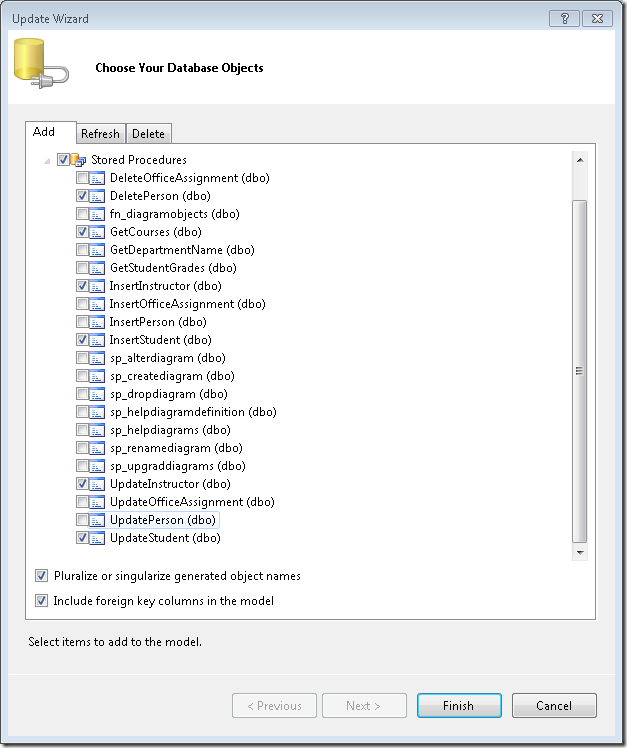 Update Wizard
?
Choose Your Database Objects
Add
Refresh
Delete
Stored Procedures
DeleteOfficeAssignment (dbo)
DeletePerson (dbo)
fn_diagramobjects (dbo)
GetCourses (dbo)
GetDepartmentName (dbo)
GetStudentGrades (dbo)
InsertInstructor (dbo)
InsertOfficeAssignment (dbo)
InsertPerson (dbo)
InsertStudent (dbo)
sp_alterdiagram (dbo)
sp_creatediagram (dbo)
sp_dropdiagram (dbo)
sp_helpdiagramdefinition (dbo)
sp_helpdiagrams (dbo)
sp_renamediagram (dbo)
sp_upgraddiagrams (dbo)
UpdateInstructor (dbo)
UpdateOfficeAssignment (dbo)
UpdatePerson (dbo)
UpdateStudent (dbo)
Pluralize or singularize generated object names
Include foreign key columns in the model
Select items to add to the model.
< Previous
Next >
Finish
Cancel